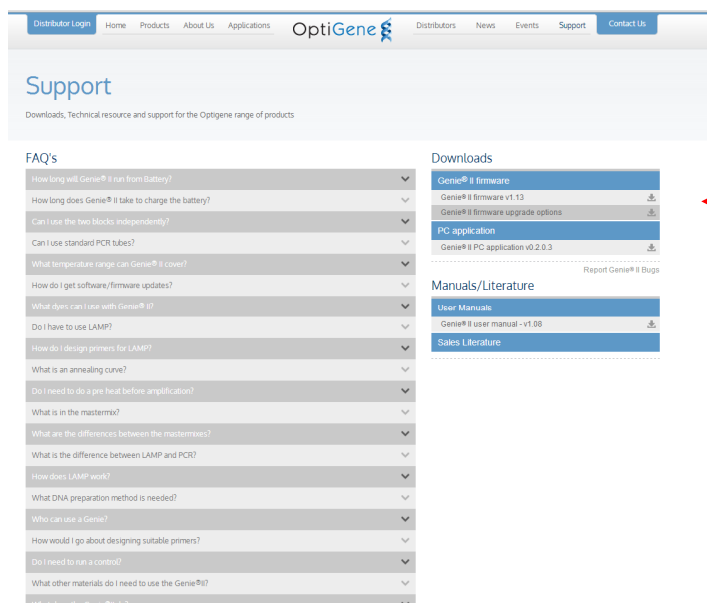 Distributor Login
Home
Products
About Us
Applications
OptiGene
Distributors
News
Events
Support
Contact Us
Support
Downloads, Technical resource and support for the Optigene range of products
FAQ's
How long will Genie® II run from Battery?
How long does Genie® II take to charge the battery?
Can I use the two blocks independently?
Can I use standard PCR tubes?
What temperature range can Genie® II cover?
How do I get software/firmware updates?
What dyes can I use with Genie® II?
Do I have to use LAMP?
How do I design primers for LAMP?
What is an annealing curve?
Do I need to do a pre heat before amplification?
What is in the mastermix?
What are the differences between the mastermixes?
What is the difference between LAMP and PCR?
How does LAMP work?
What DNA preparation method is needed?
Who can use a Genie?
How would I go about designing suitable primers?
Do I need to run a control?
What other materials do I need to use the Genie®II?
Downloads
Genie® II firmware
Genie® II firmware v1.13
Genie® II firmware upgrade options
PC application
Genie® II PC application v0.2.0.3
Report Genie® II Bugs
Manuals/Literature
User Manuals
Genie® II user manual - v1.08
Sales Literature